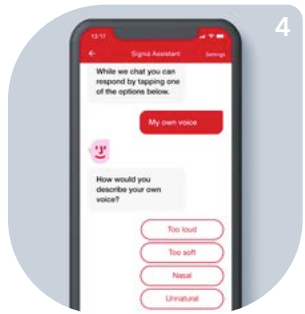 4
13:17
Signia Assistant
Settings
While we chat you can
respond by tapping one
of the options below.
My own voice
How would you
describe your own
voice?
Too loud
Too soft
Nasal
Unnatural